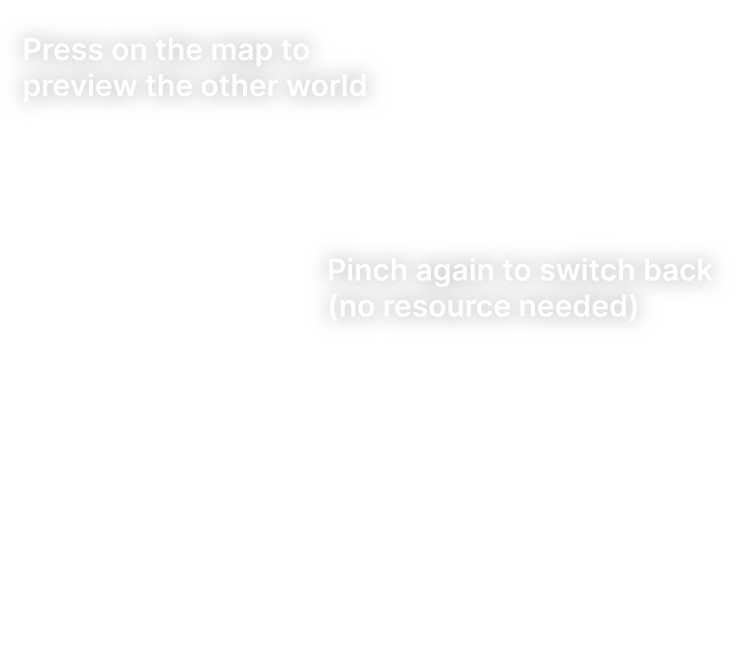 Press on the map to
preview the other world
Pinch again to switch back
(no resource needed)